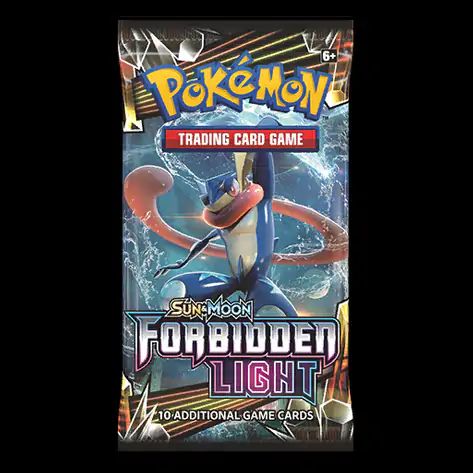 6+
POKéMON
TRADING CARD GAME
SUN & MOON
FORBIDDEN
LIGHT
10 ADDITIONAL GAME CARDS